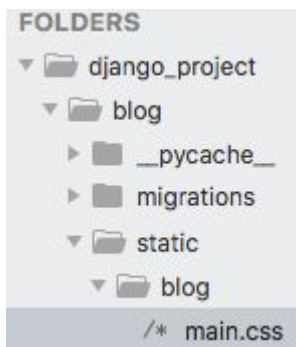 FOLDERS
django_project
blog
__pycache__
migrations
static
blog
/* main.css